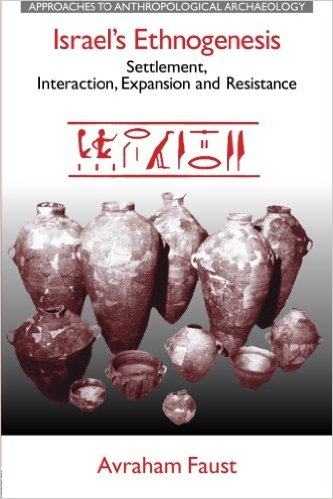 APPROACHES TO ANTHROPOLOGICAL ARCHAEOLOGY
Israel's Ethnogenesis
Settlement,
Interaction, Expansion and Resistance
Avraham Faust